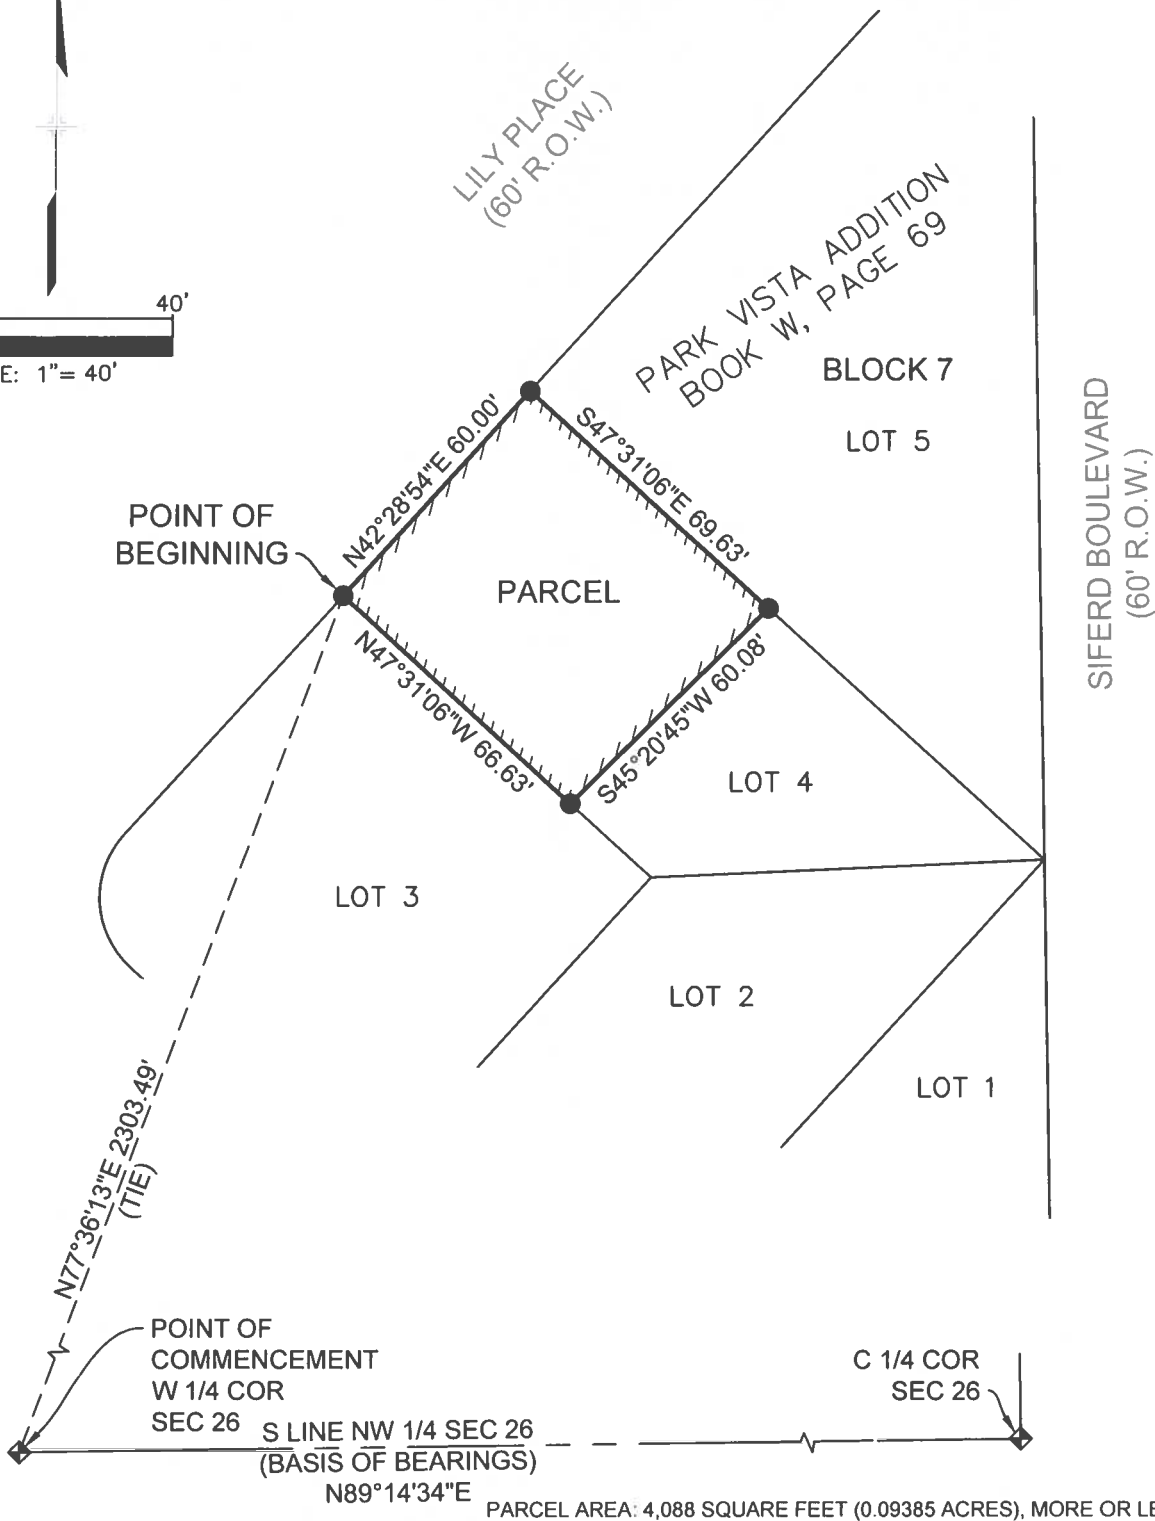 LILY PLACE
(60' R.O.W.)
PARK VISTA ADDITION
BOOK W, PAGE 69
40'
E: 1"= 40'
BLOCK 7
LOT 5
SIFERD BOULEVARD
(60' R.O.W.)
N42°28'54"E 60.00'
S47°31'06"E 69.63'
POINT OF
BEGINNING
PARCEL
N47°31'06"W 66.63'
S45°20'45"W 60.08'
LOT 4
LOT 3
LOT 2
LOT 1
N77°36'13"E 2303.49'
(TIE)
POINT OF
COMMENCEMENT
W 1/4 COR
SEC 26
C 1/4 COR
SEC 26
S LINE NW 1/4 SEC 26
(BASIS OF BEARINGS)
N89°14'34"E
PARCEL AREA: 4,088 SQUARE FEET (0.09385 ACRES), MORE OR LE